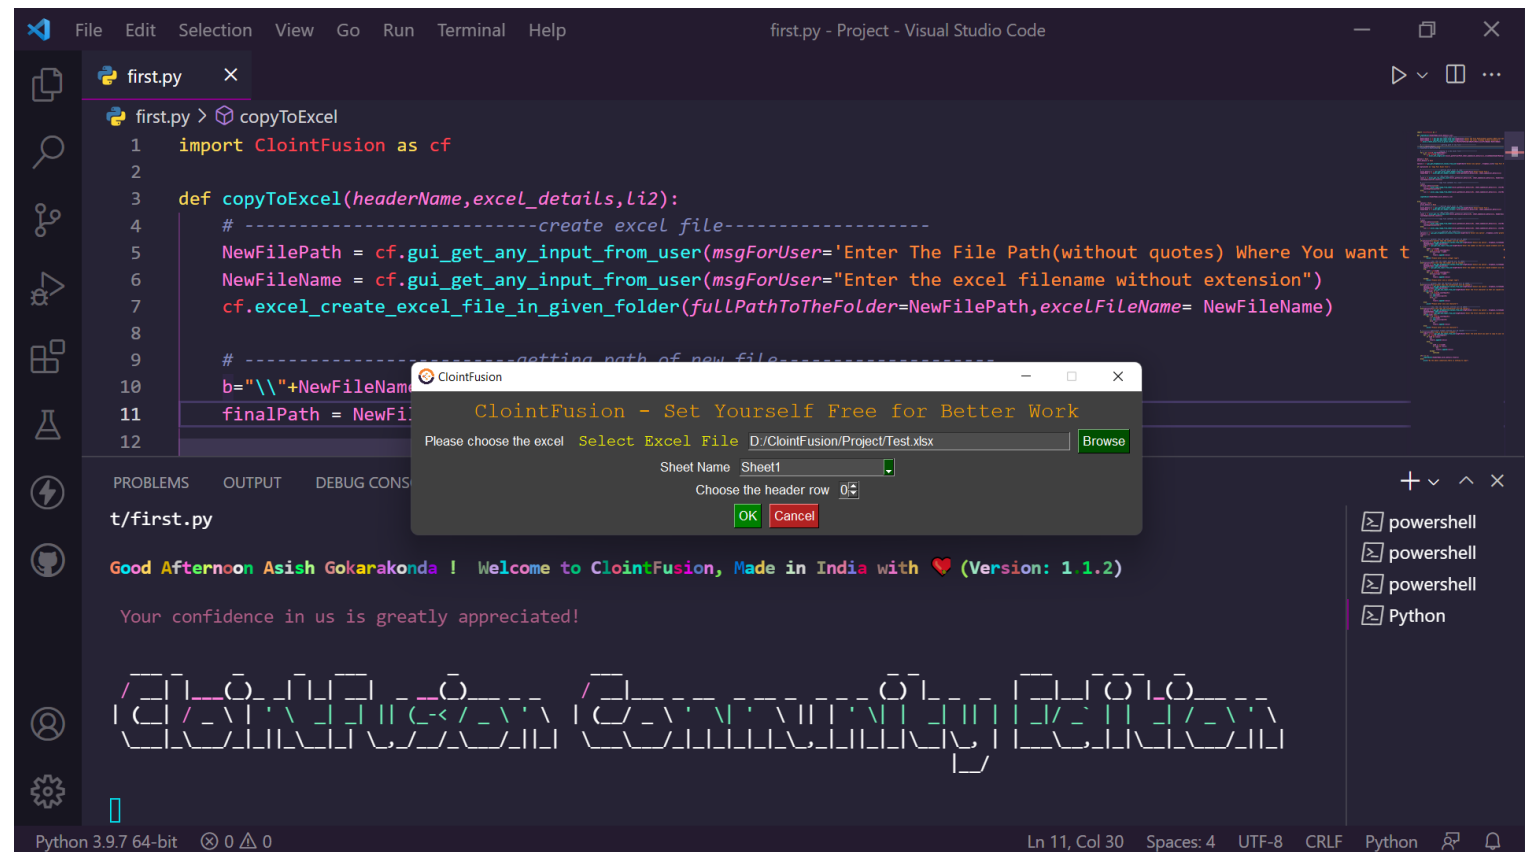 File Edit Selection View Go Run Terminal Help first.py - Project - Visual Studio Code
first.py
first.py > copyToExcel
1 import ClointFusion as cf
2
3 def copyToExcel(headerName,excel_details,li2):
4 # ---------------------------create excel file-------------------
5 NewFilePath = cf.gui_get_any_input_from_user(msgForUser='Enter The File Path(without quotes) Where You want t
6 NewFileName = cf.gui_get_any_input_from_user(msgForUser="Enter the excel filename without extension")
7 cf.excel_create_excel_file_in_given_folder(fullPathToTheFolder=NewFilePath,excelFileName= NewFileName)
8
9 # -------------------------getting path of new file--------------------
10 b="\\"+NewFileName
11 finalPath = NewFi
12
ClointFusion
ClointFusion - Set Yourself Free for Better Work
Please choose the excel Select Excel File D:/ClointFusion/Project/Test.xlsx Browse
Sheet Name Sheet1
Choose the header row 0
OK Cancel
PROBLEMS OUTPUT DEBUG CONS
t/first.py
Good Afternoon Asish Gokarakonda ! Welcome to ClointFusion, Made in India with ❤ (Version: 1.1.2)
Your confidence in us is greatly appreciated!
ClointFusion Community Edition
powershell
powershell
powershell
Python
Python 3.9.7 64-bit 0 0 Ln 11, Col 30 Spaces: 4 UTF-8 CRLF Python